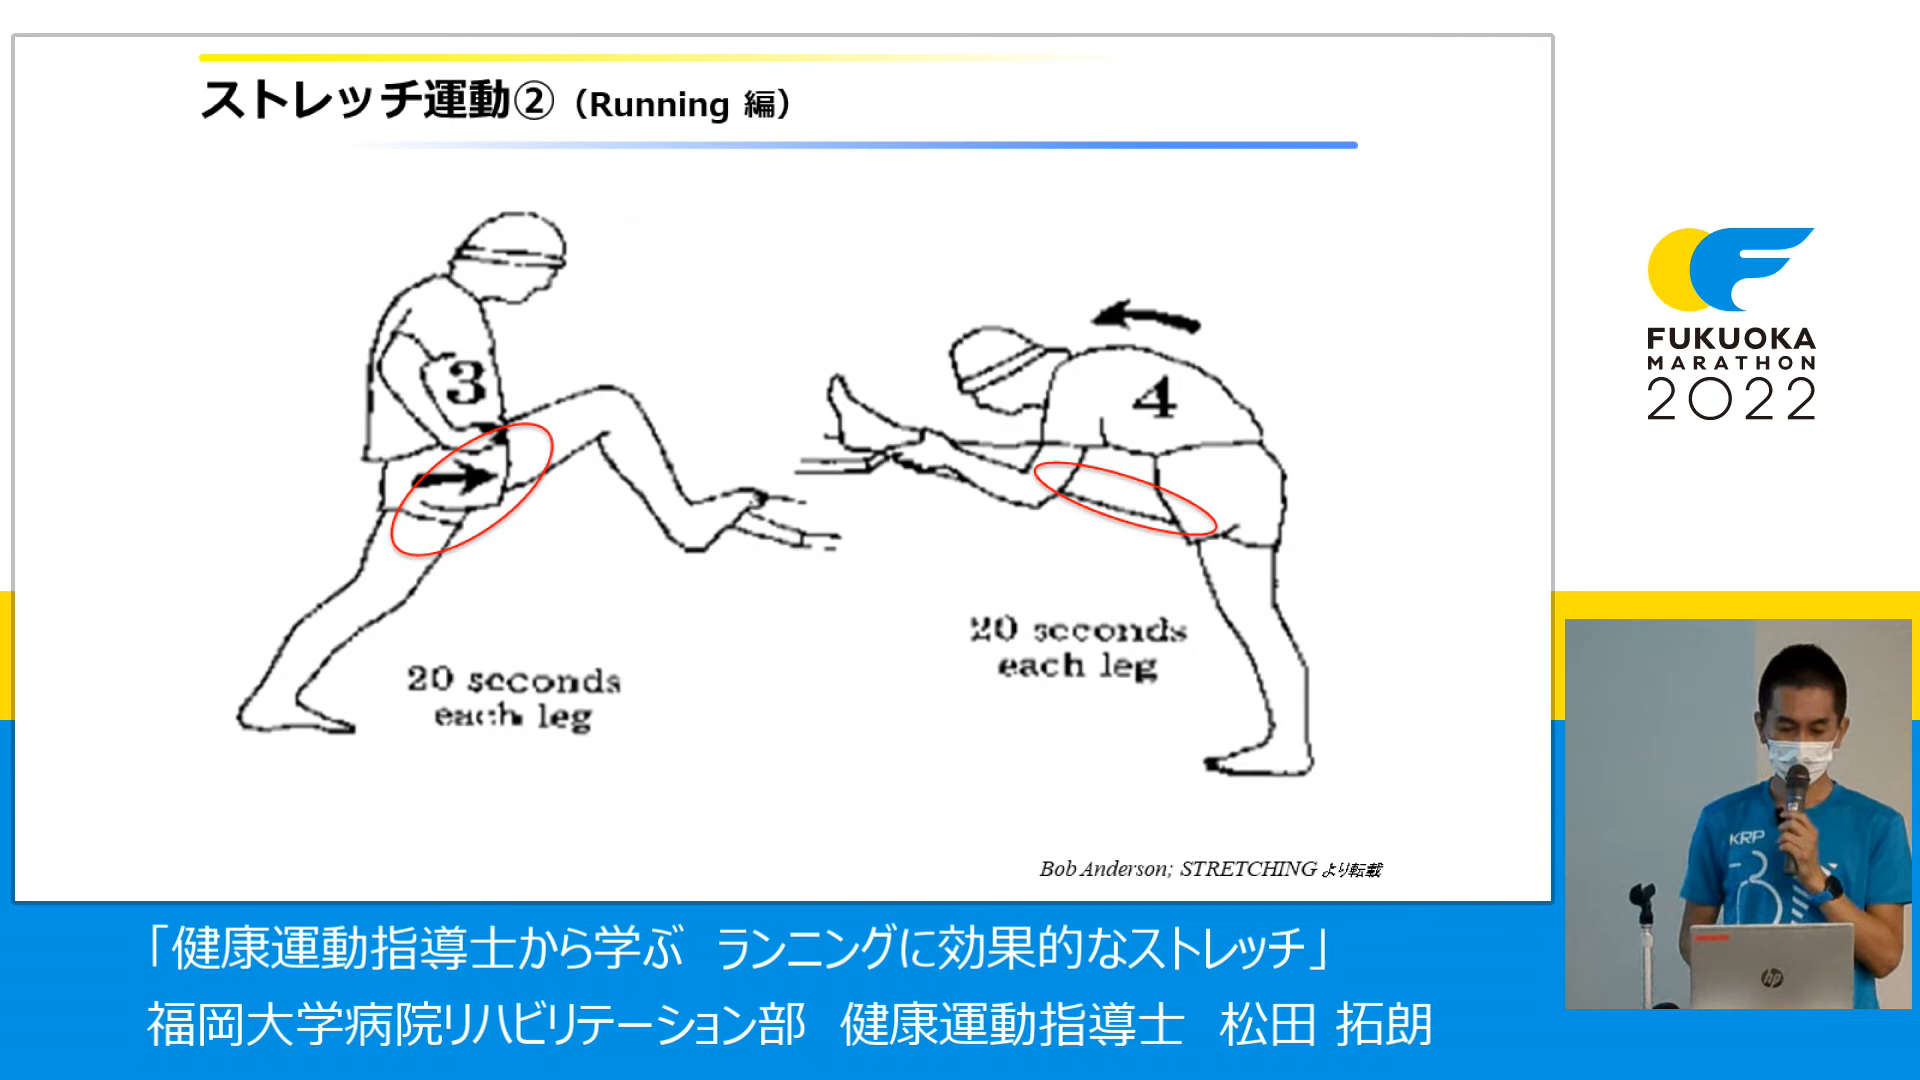 ストレッチ運動②（Running 編）
3
4
20 seconds
each leg
20 seconds
each leg
Bob Anderson; STRETCHING より転載
FUKUOKA
MARATHON
2022
KRP
hp
「健康運動指導士から学ぶ　ランニングに効果的なストレッチ」
福岡大学病院リハビリテーション部　健康運動指導士　松田 拓朗